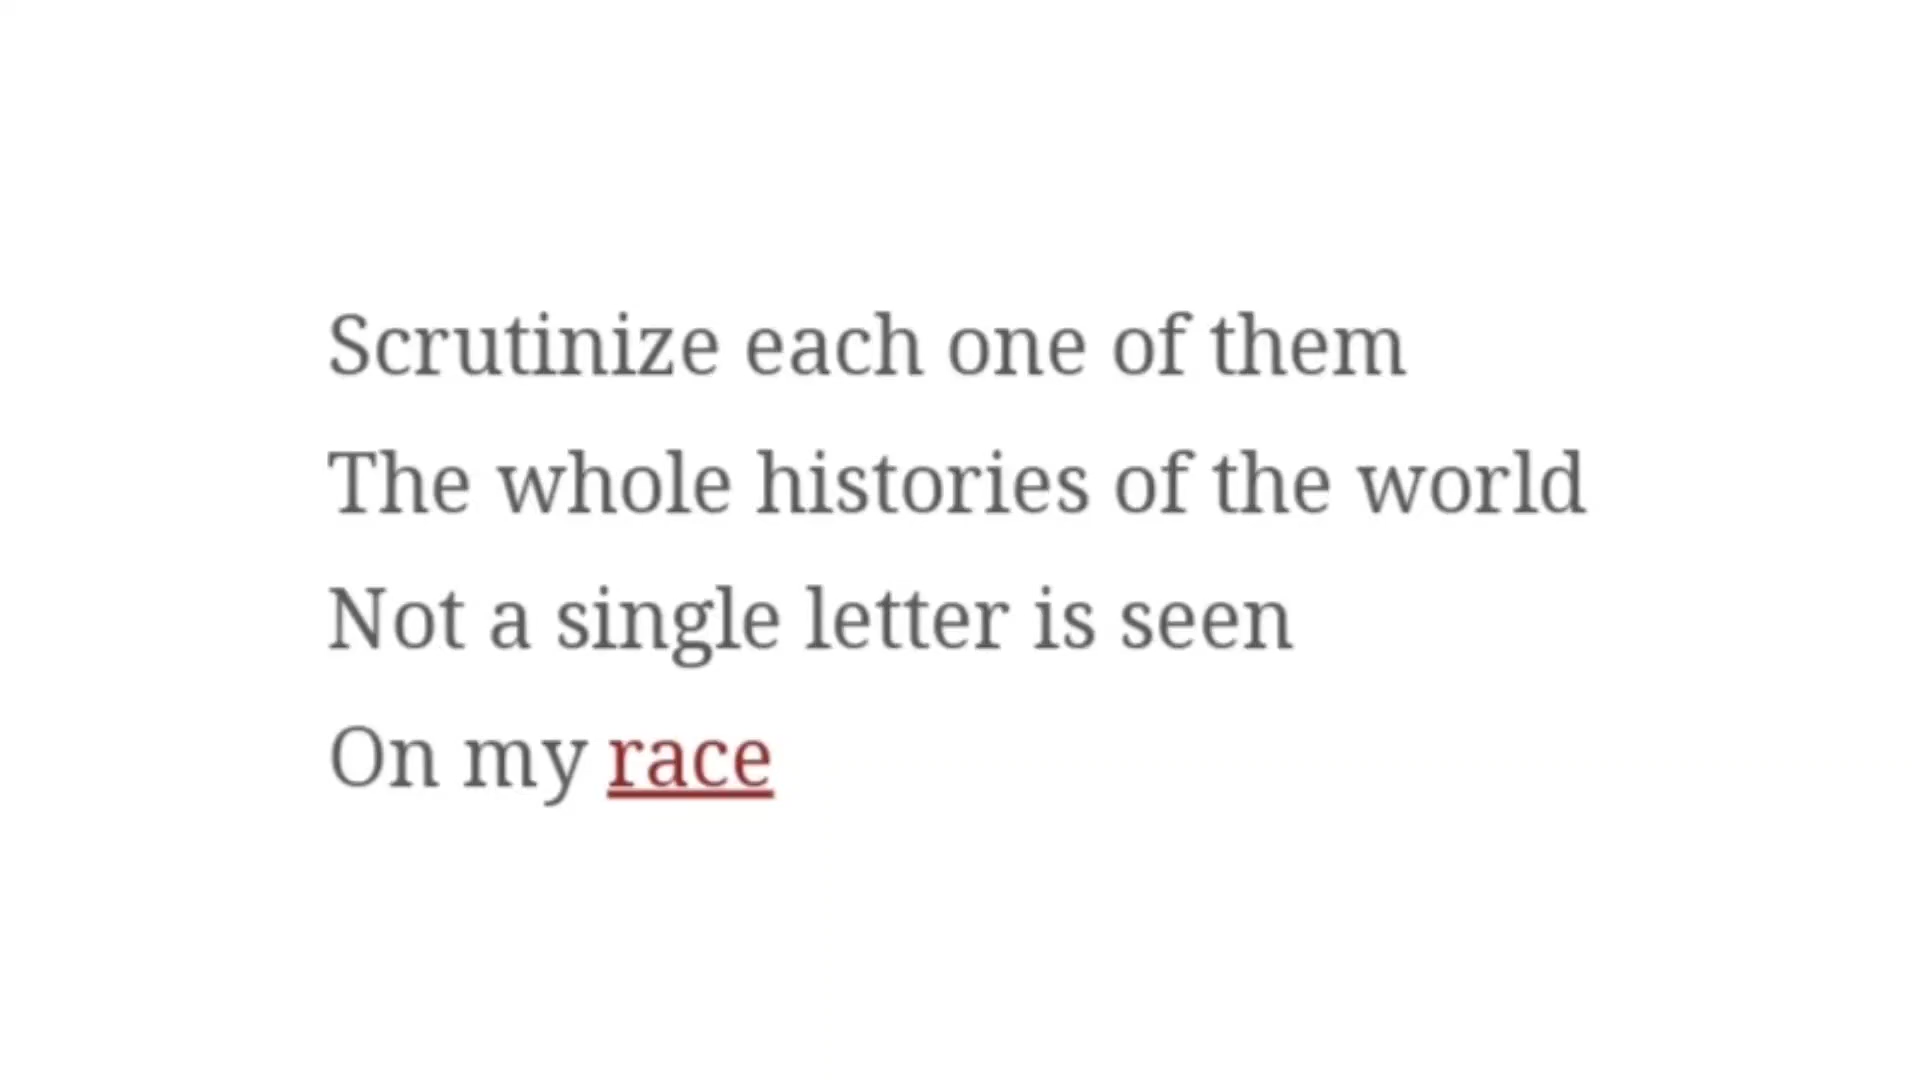 Scrutinize each one of them
The whole histories of the world
Not a single letter is seen
On my race